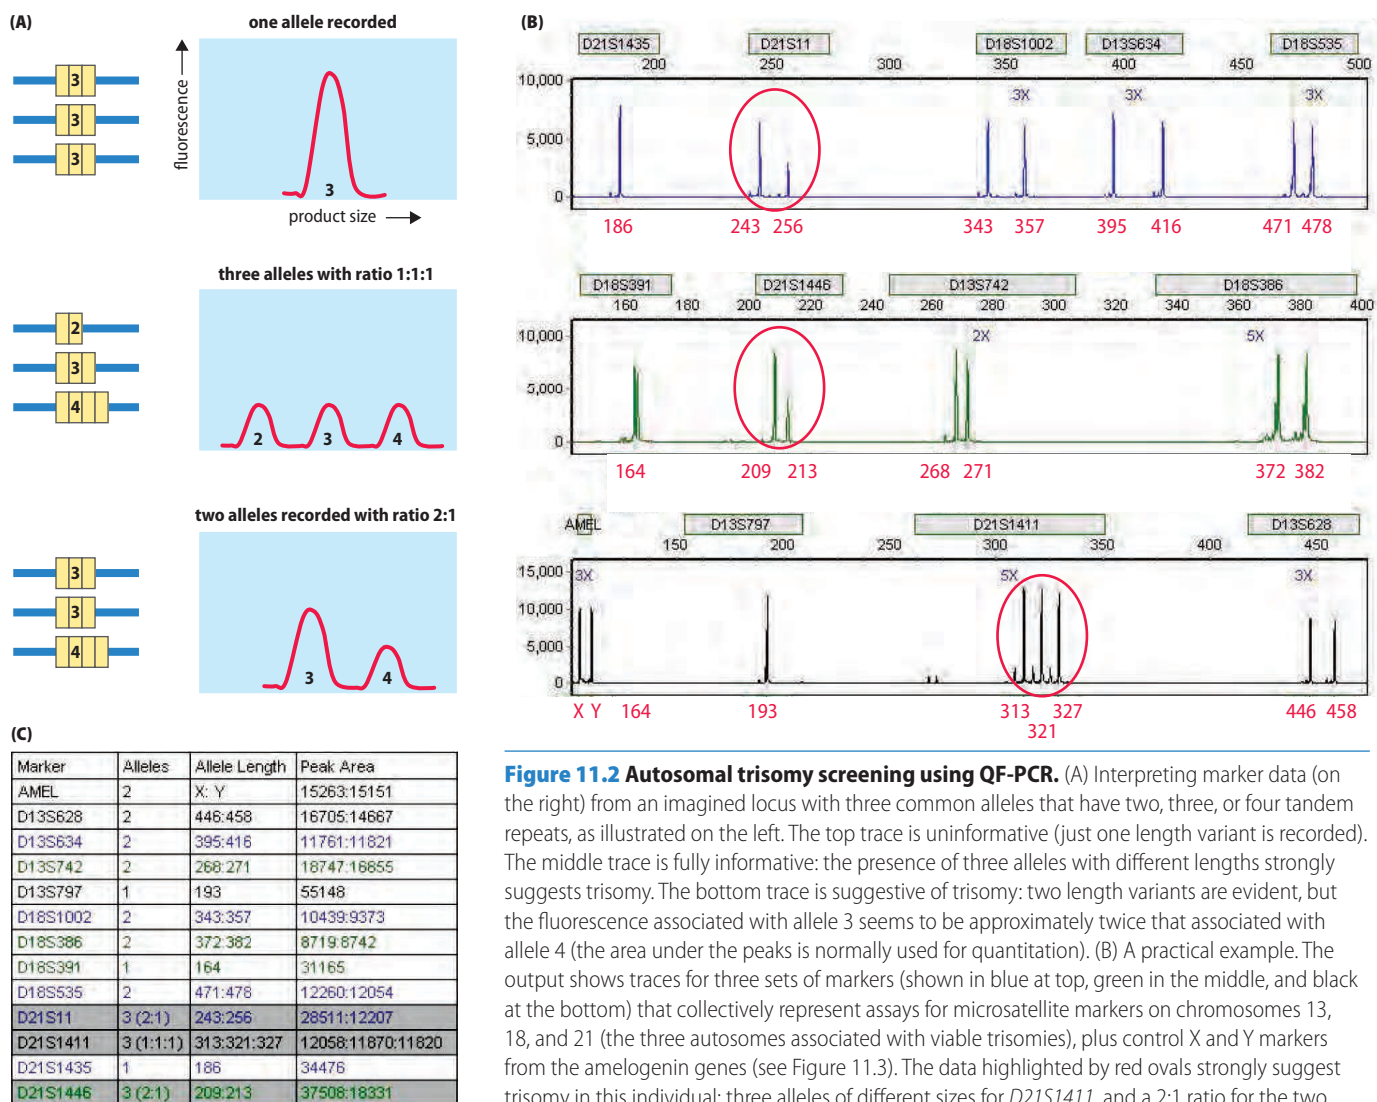 (A)
one allele recorded
3
3
3
fluorescence
3
product size
three alleles with ratio 1:1:1
2
3
4
2 3 4
two alleles recorded with ratio 2:1
3
3
4
3 4
(B)
D21S1435 D21S11 D18S1002 D13S634 D18S535
200 250 300 350 400 450 500
10,000
3X 3X 3X
5,000
0
186 243 256 343 357 395 416 471 478
D18S391 D21S1446 D13S742 D18S386
160 180 200 220 240 260 280 300 320 340 360 380 400
10,000
2X 5X
5,000
0
164 209 213 268 271 372 382
AMEL D13S797 D21S1411 D13S628
150 200 250 300 350 400 450
15,000
3X 5X 3X
10,000
5,000
0
X Y 164 193 313 327 446 458
321
(C)
Marker Alleles Allele Length Peak Area
AMEL 2 X: Y 15263:15151
D13S628 2 446:458 16705:14667
D13S634 2 395:416 11761:11821
D13S742 2 268:271 18747:16855
D13S797 1 193 55148
D18S1002 2 343:357 10439:9373
D18S386 2 372:382 8719:8742
D18S391 1 164 31165
D18S535 2 471:478 12260:12054
D21S11 3 (2:1) 243:256 28511:12207
D21S1411 3 (1:1:1) 313:321:327 12058:11870:11820
D21S1435 1 186 34476
D21S1446 3 (2:1) 209:213 37508:18331
Figure 11.2 Autosomal trisomy screening using QF-PCR. (A) Interpreting marker data (on
the right) from an imagined locus with three common alleles that have two, three, or four tandem
repeats, as illustrated on the left. The top trace is uninformative (just one length variant is recorded).
The middle trace is fully informative: the presence of three alleles with different lengths strongly
suggests trisomy. The bottom trace is suggestive of trisomy: two length variants are evident, but
the fluorescence associated with allele 3 seems to be approximately twice that associated with
allele 4 (the area under the peaks is normally used for quantitation). (B) A practical example. The
output shows traces for three sets of markers (shown in blue at top, green in the middle, and black
at the bottom) that collectively represent assays for microsatellite markers on chromosomes 13,
18, and 21 (the three autosomes associated with viable trisomies), plus control X and Y markers
from the amelogenin genes (see Figure 11.3). The data highlighted by red ovals strongly suggest
trisomy in this individual: three alleles of different sizes for D21S1411, and a 2:1 ratio for the two